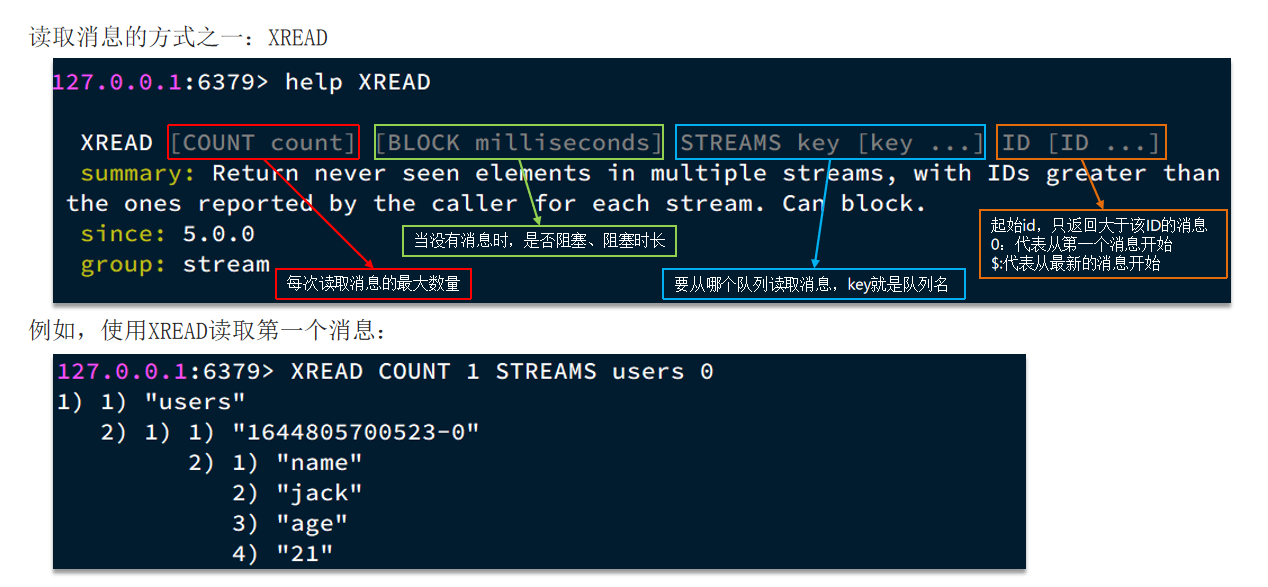 读取消息的方式之一：XREAD
127.0.0.1:6379> help XREAD
XREAD [COUNT count] [BLOCK milliseconds] STREAMS key [key ...] ID [ID ...]
summary: Return never seen elements in multiple streams, with IDs greater than
the ones reported by the caller for each stream. Can block.
since: 5.0.0
group: stream
每次读取消息的最大数量
当没有消息时，是否阻塞、阻塞时长
要从哪个队列读取消息，key就是队列名
起始id，只返回大于该ID的消息
0：代表从第一个消息开始
$:代表从最新的消息开始
例如，使用XREAD读取第一个消息：
127.0.0.1:6379> XREAD COUNT 1 STREAMS users 0
1) 1) "users"
2) 1) 1) "1644805700523-0"
2) 1) "name"
2) "jack"
3) "age"
4) "21"